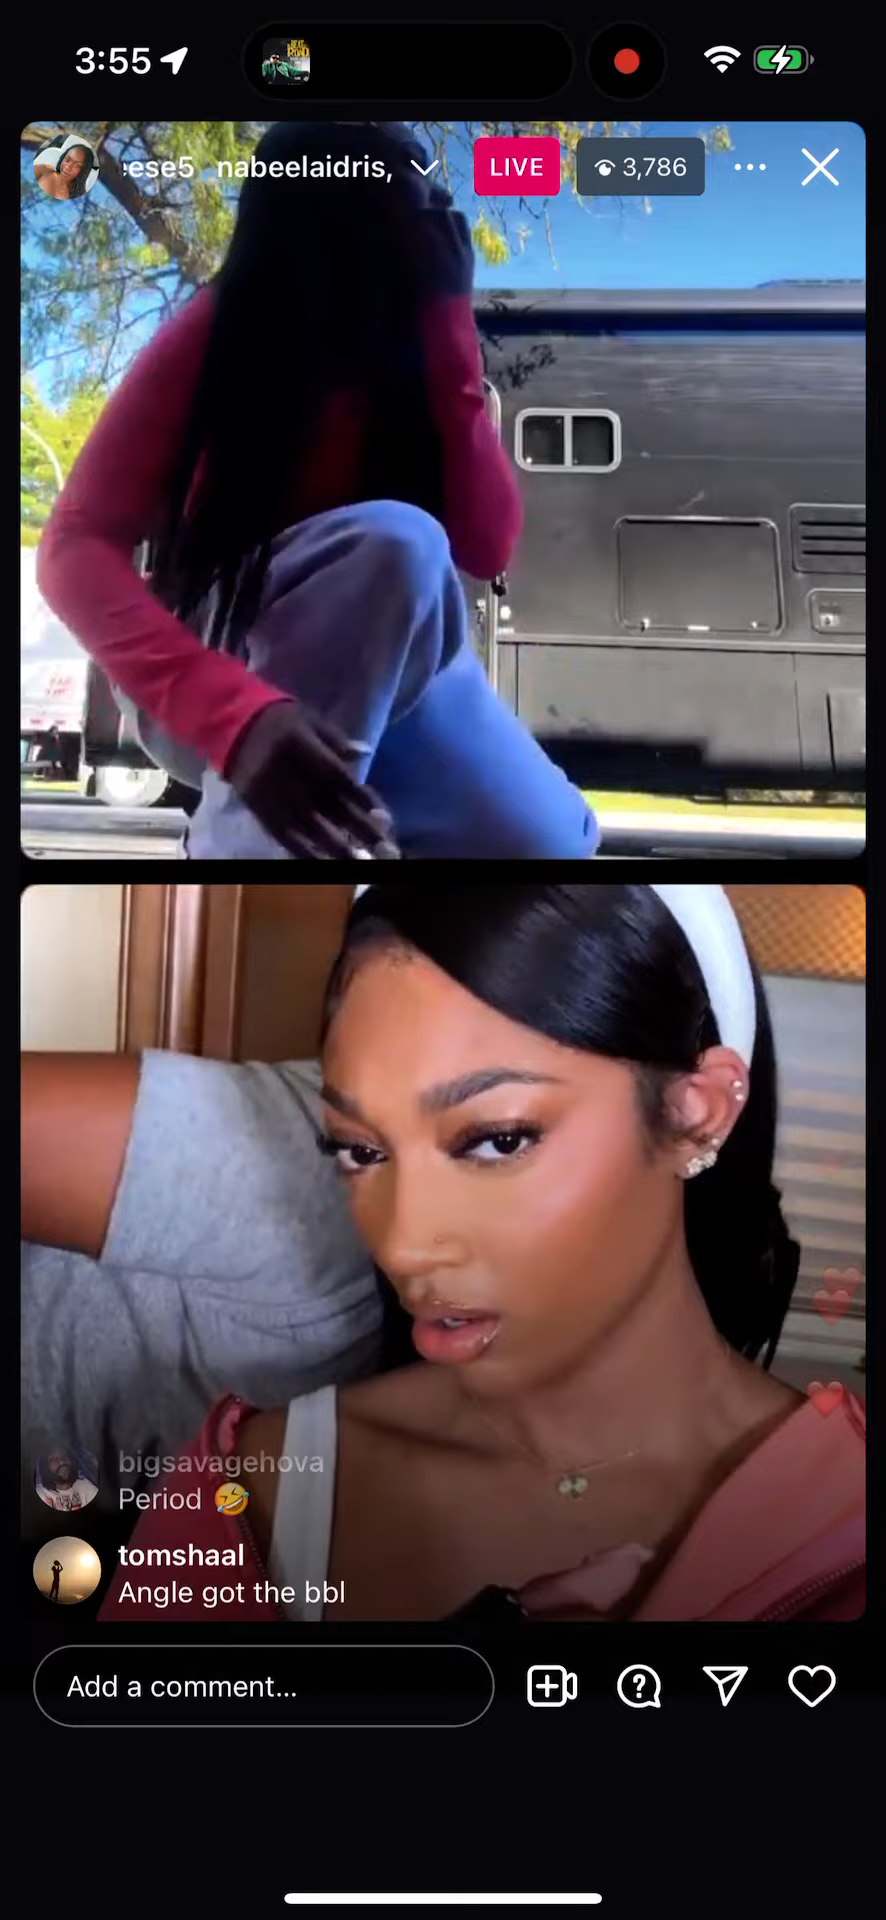 3:55
ese5 nabeelaidris,
LIVE
3,786
bigsavagehova
Period 🤣
tomshaal
Angle got the bbl
Add a comment...